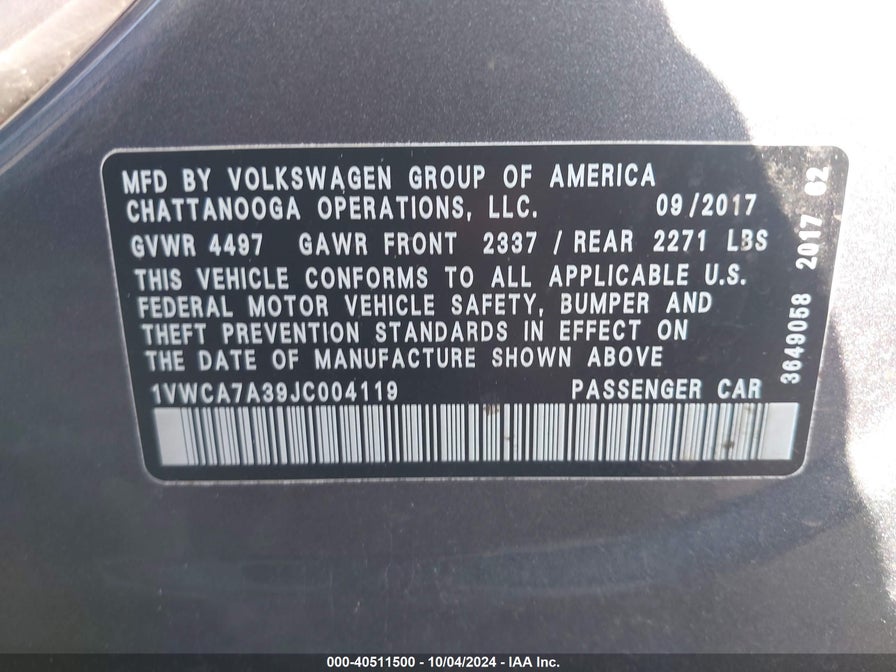 MFD BY VOLKSWAGEN GROUP OF AMERICA
CHATTANOOGA OPERATIONS, LLC. 09/2017
GVWR 4497 GAWR FRONT 2337 / REAR 2271 LBS
THIS VEHICLE CONFORMS TO ALL APPLICABLE U.S.
FEDERAL MOTOR VEHICLE SAFETY, BUMPER AND
THEFT PREVENTION STANDARDS IN EFFECT ON
THE DATE OF MANUFACTURE SHOWN ABOVE
1VWCA7A39JC004119 PASSENGER CAR
3649058 2017 62
000-40511500 - 10/04/2024 - IAA Inc.